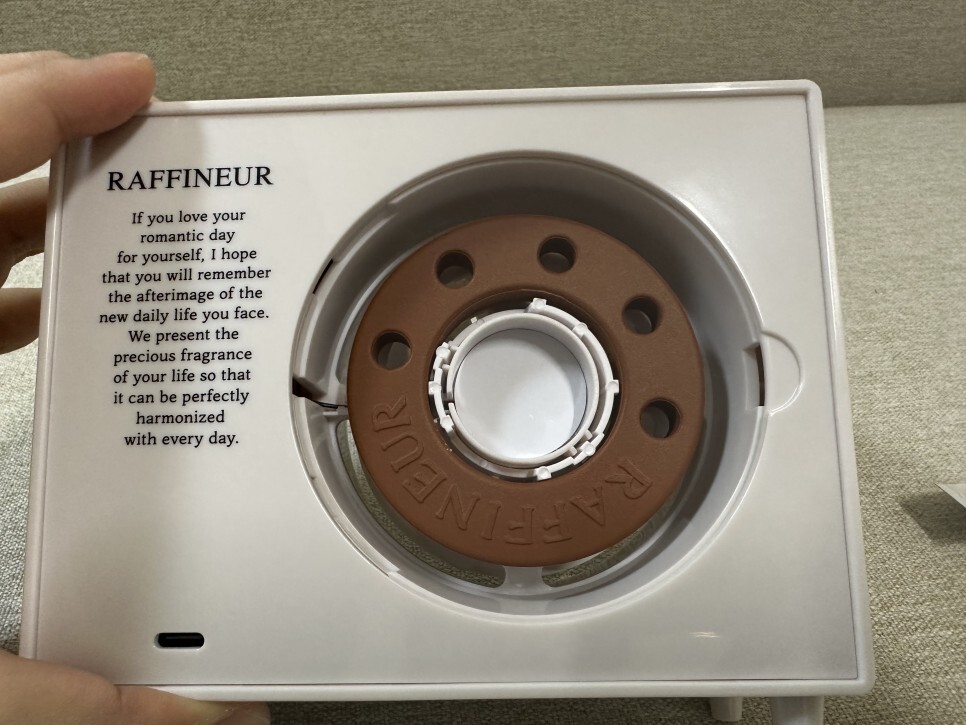 RAFFINEUR
If you love your
romantic day
for yourself, I hope
that you will remember
the afterimage of the
new daily life you face.
We present the
precious fragrance
of your life so that
it can be perfectly
harmonized
with every day.
RAFFINEUR